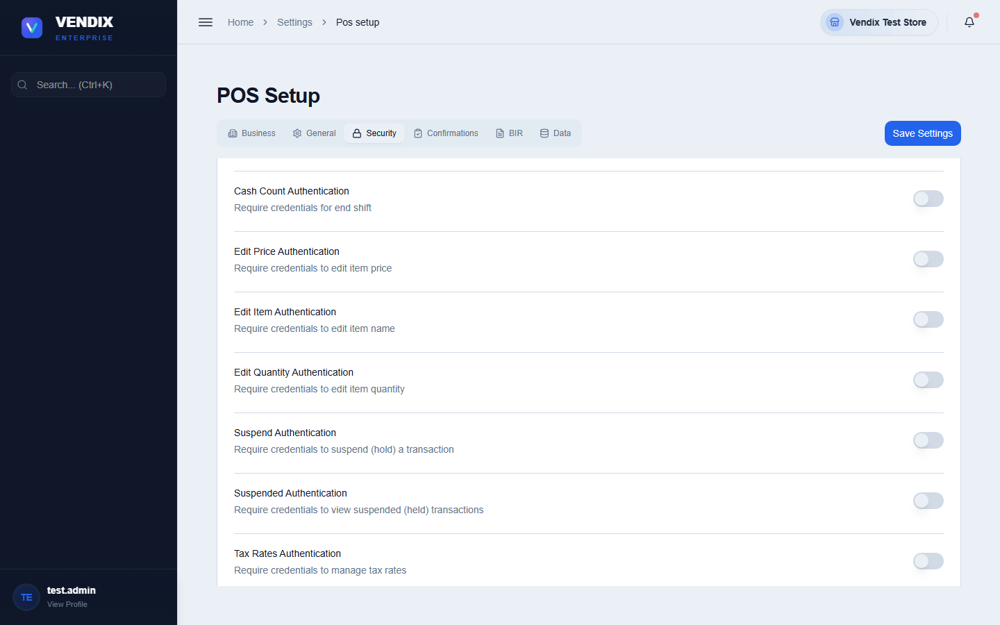 VENDIX
ENTERPRISE
Search... (Ctrl+K)
Home > Settings > Pos setup
Vendix Test Store
POS Setup
Business General Security Confirmations BIR Data
Save Settings
Cash Count Authentication
Require credentials for end shift
Edit Price Authentication
Require credentials to edit item price
Edit Item Authentication
Require credentials to edit item name
Edit Quantity Authentication
Require credentials to edit item quantity
Suspend Authentication
Require credentials to suspend (hold) a transaction
Suspended Authentication
Require credentials to view suspended (held) transactions
Tax Rates Authentication
Require credentials to manage tax rates
TE
test.admin
View Profile